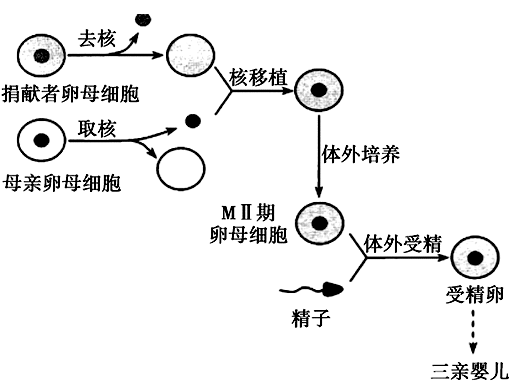 去核
捐献者卵母细胞
核移植
取核
母亲卵母细胞
体外培养
MⅡ期
卵母细胞
体外受精
精子
受精卵
三亲婴儿